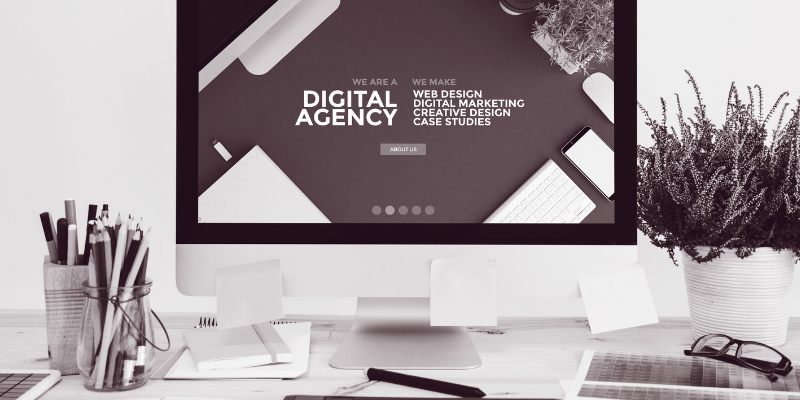 WE ARE A
DIGITAL
AGENCY
WE MAKE
WEB DESIGN
DIGITAL MARKETING
CREATIVE DESIGN
CASE STUDIES
ABOUT US